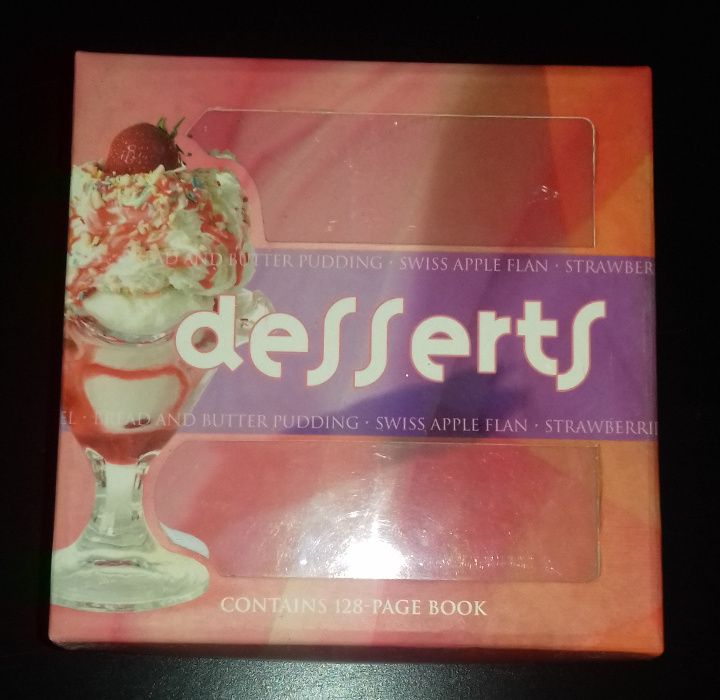 BREAD AND BUTTER PUDDING · SWISS APPLE FLAN · STRAWBER
desserts
EL · BREAD AND BUTTER PUDDING · SWISS APPLE FLAN · STRAWBERRI
CONTAINS 128-PAGE BOOK